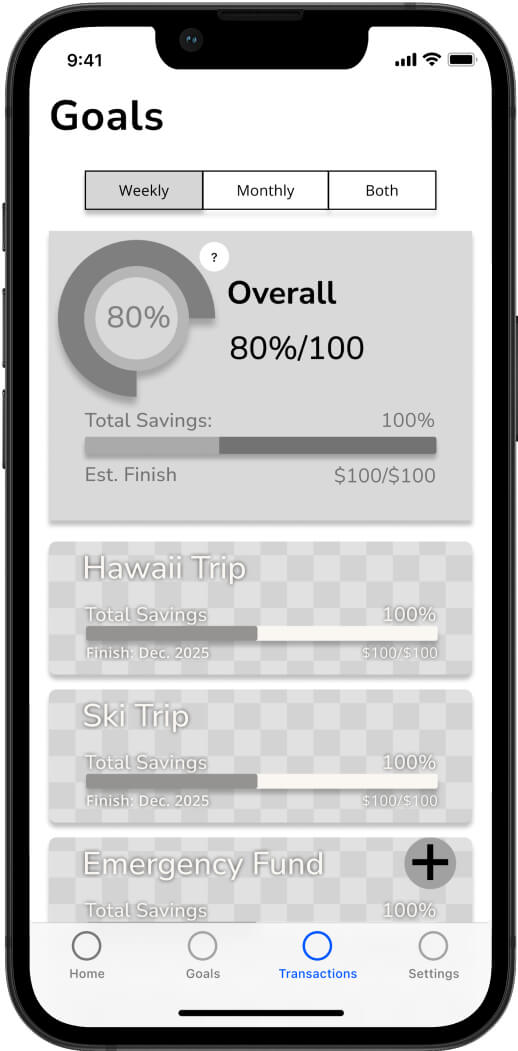 9:41
Goals
Weekly Monthly Both
?
80%
Overall
80%/100
Total Savings: 100%
Est. Finish $100/$100
Hawaii Trip
Total Savings 100%
Finish: Dec. 2025 $100/$100
Ski Trip
Total Savings 100%
Finish: Dec. 2025 $100/$100
Emergency Fund +
Total Savings 100%
Home Goals Transactions Settings